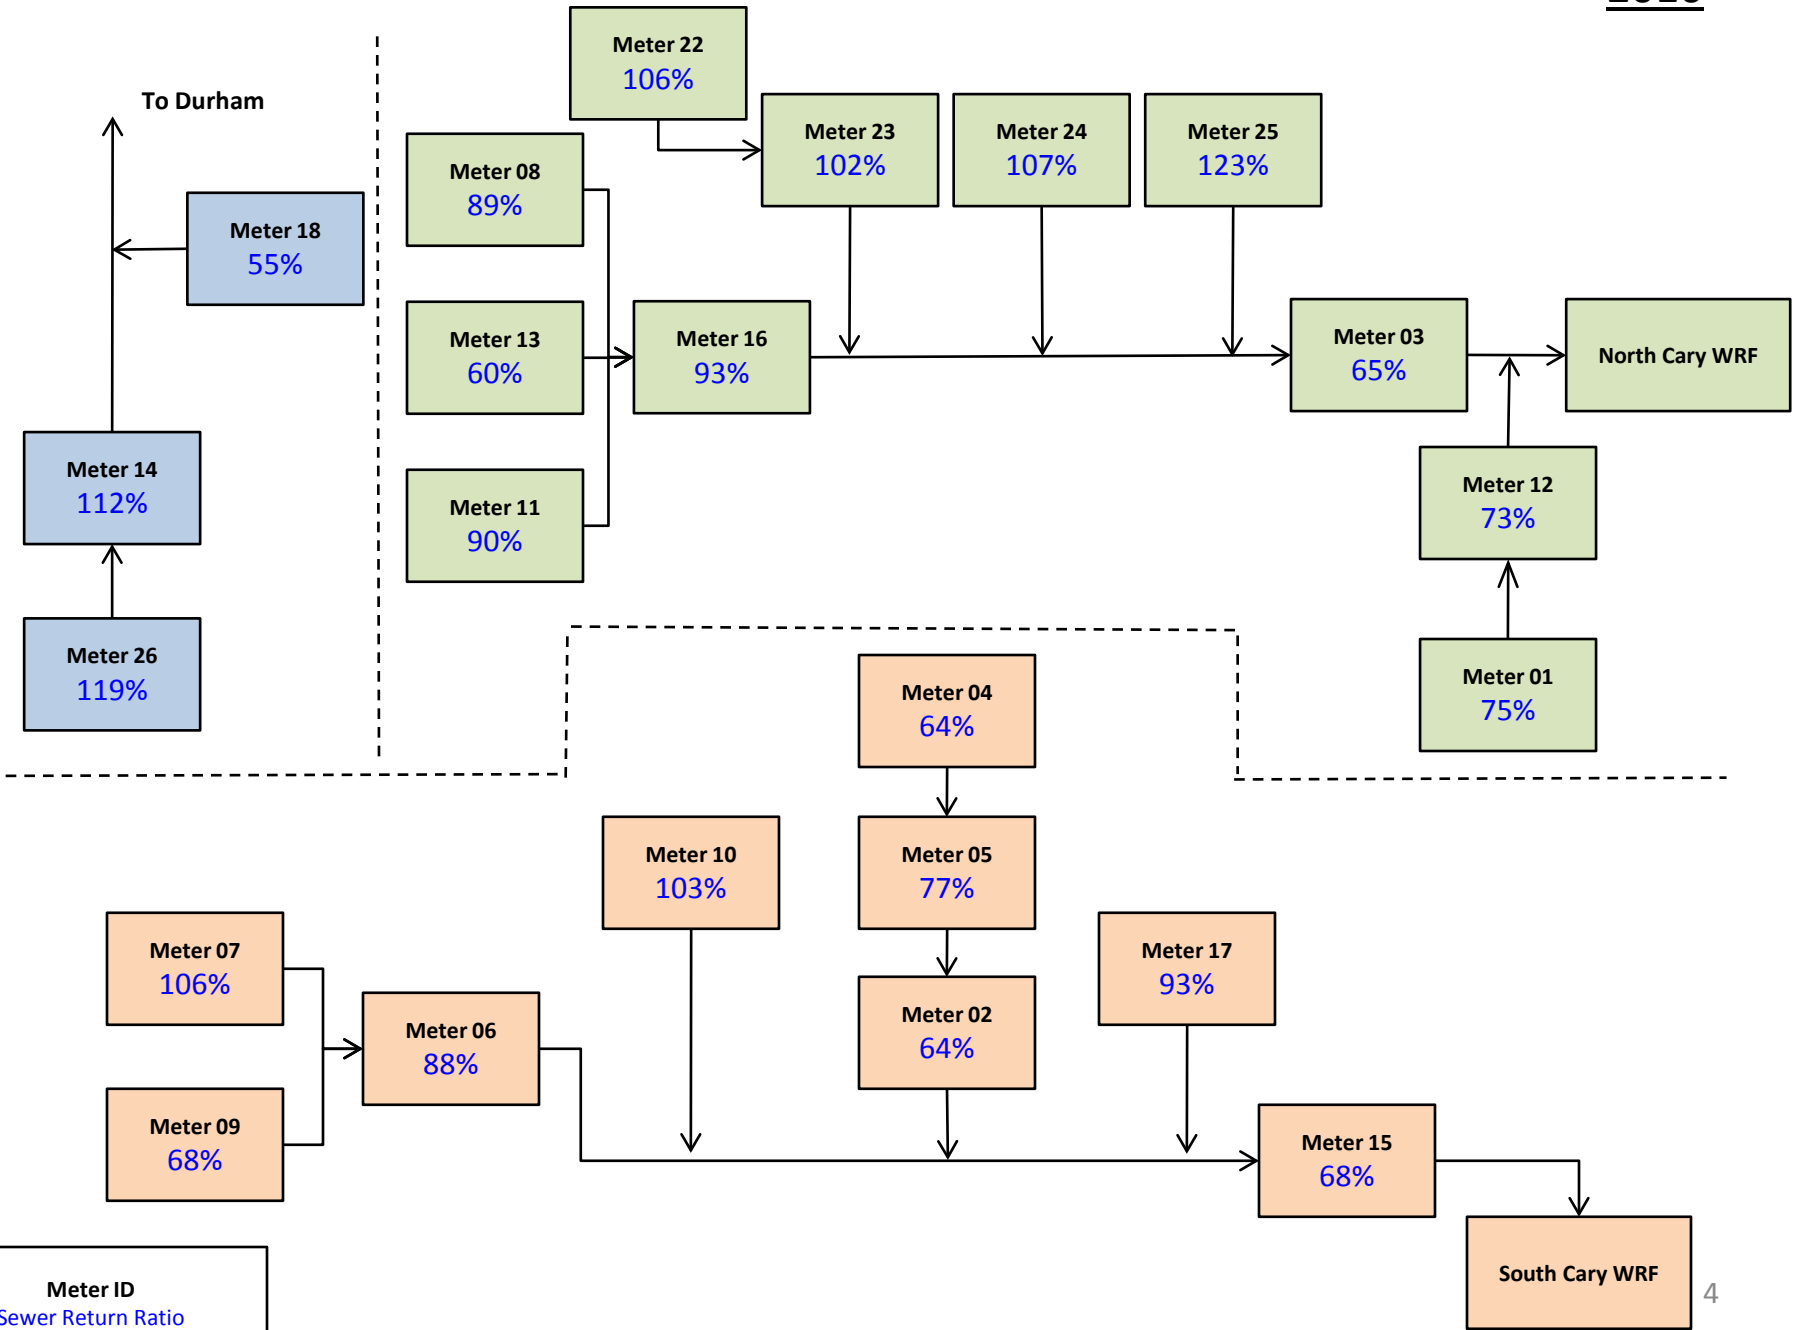 To Durham
Meter 18
55%
Meter 14
112%
Meter 26
119%
Meter 22
106%
Meter 23
102%
Meter 24
107%
Meter 25
123%
Meter 08
89%
Meter 13
60%
Meter 11
90%
Meter 16
93%
Meter 03
65%
North Cary WRF
Meter 12
73%
Meter 01
75%
Meter 04
64%
Meter 05
77%
Meter 02
64%
Meter 10
103%
Meter 17
93%
Meter 07
106%
Meter 09
68%
Meter 06
88%
Meter 15
68%
South Cary WRF
Meter ID
Sewer Return Ratio
4